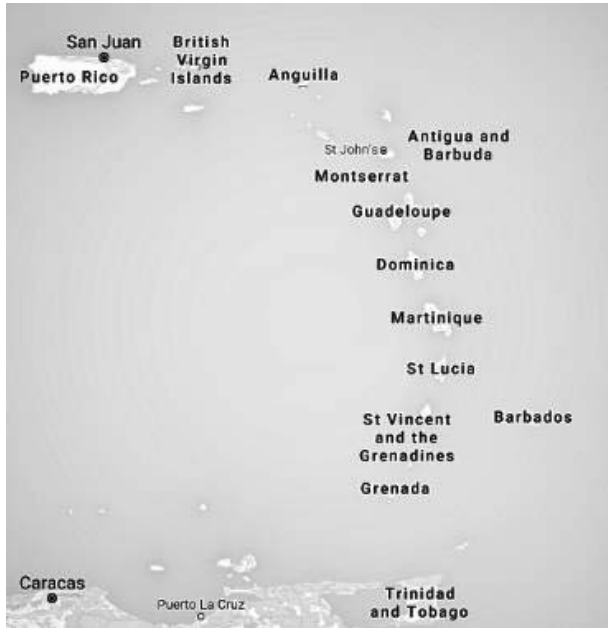 San Juan
Puerto Rico
British
Virgin
Islands
Anguilla
St John's
Antigua and
Barbuda
Montserrat
Guadeloupe
Dominica
Martinique
St Lucia
St Vincent
and the
Grenadines
Barbados
Grenada
Caracas
Puerto La Cruz
Trinidad
and Tobago